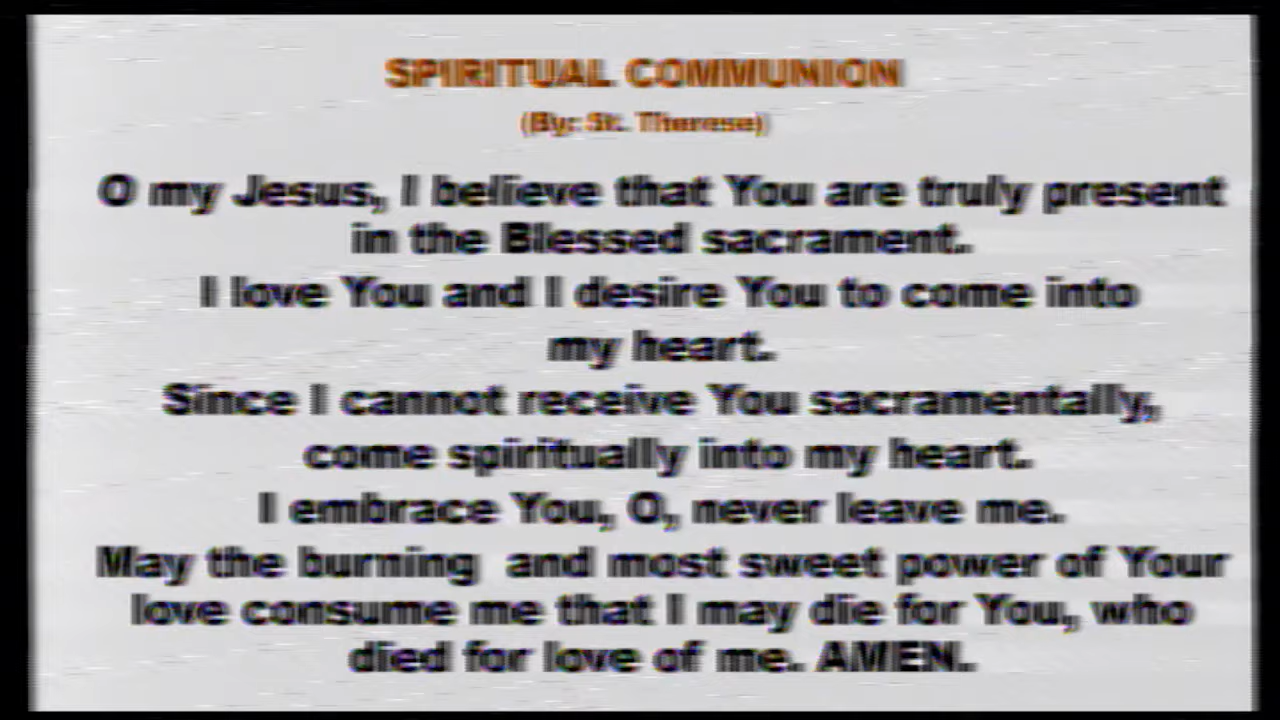 SPIRITUAL COMMUNION
(By: St. Therese)
O my Jesus, I believe that You are truly present
in the Blessed sacrament.
I love You and I desire You to come into
my heart.
Since I cannot receive You sacramentally,
come spiritually into my heart.
I embrace You, O, never leave me.
May the burning and most sweet power of Your
love consume me that I may die for You, who
died for love of me. AMEN.